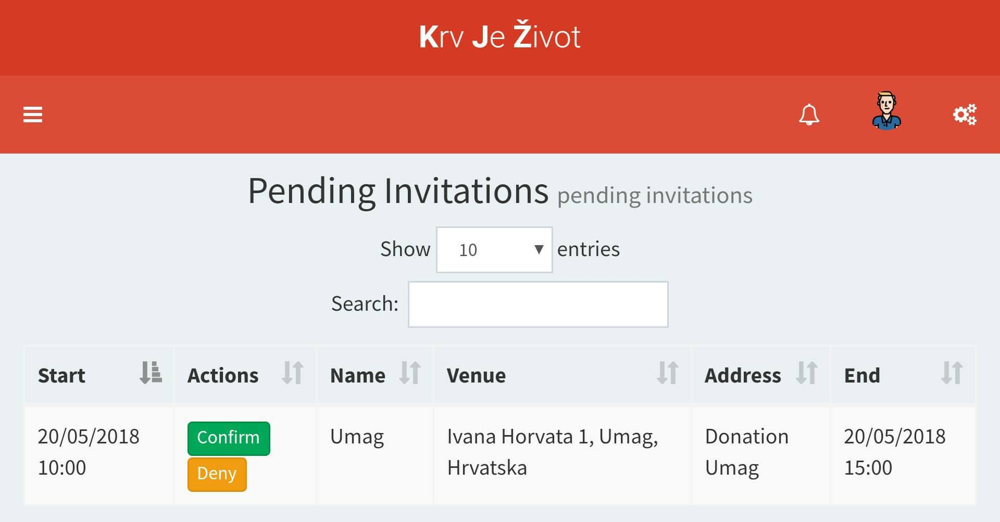 Krv Je Život
Pending Invitations pending invitations
Show 10 entries
Search:
Start Actions Name Venue Address End
20/05/2018 Confirm Umag Ivana Horvata 1, Umag, Donation 20/05/2018
10:00 Deny Hrvatska Umag 15:00